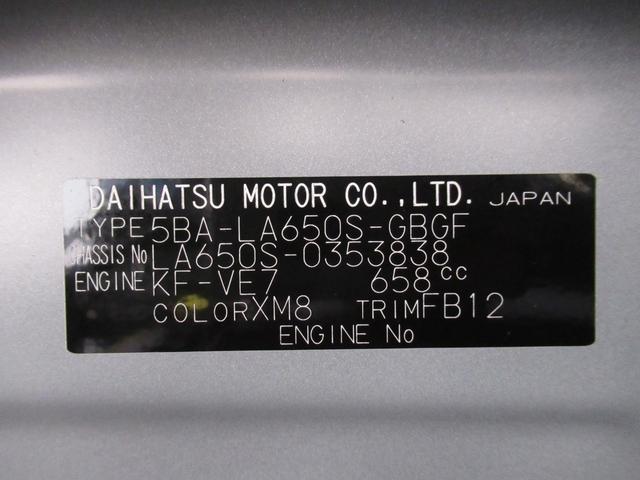 DAIHATSU MOTOR CO.,LTD. JAPAN
TYPE 5BA-LA650S-GBGF
CHASSIS No LA650S-0353838
ENGINE KF-VE7 658cc
COLOR XM8 TRIM FB12
ENGINE No